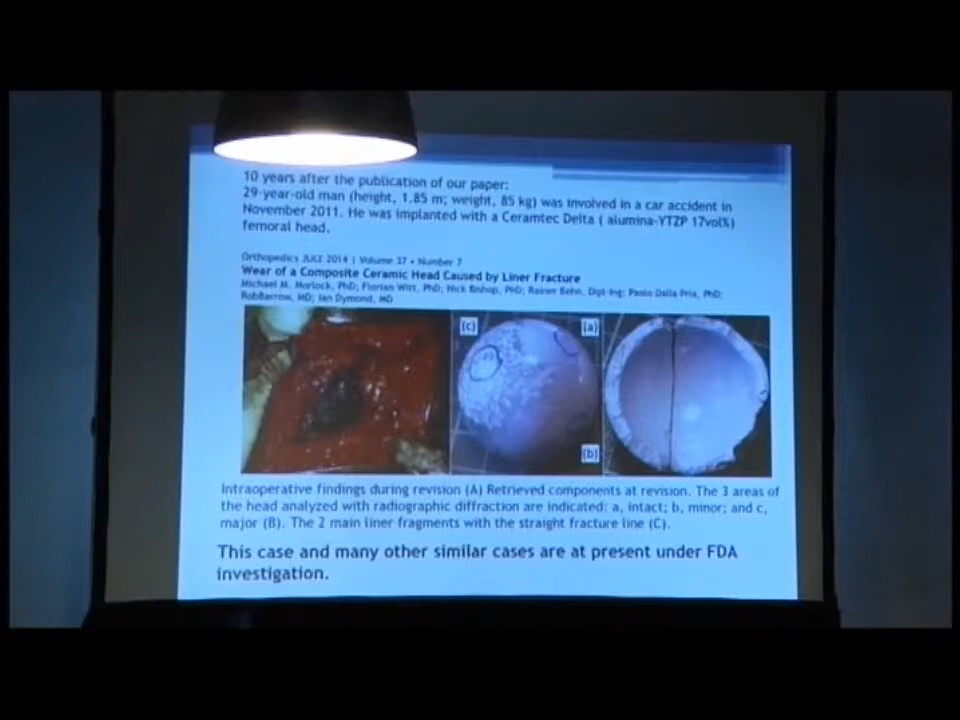 10 years after the publication of our paper:
29-year-old man (height, 1.85 m; weight, 85 kg) was involved in a car accident in
November 2011. He was implanted with a Ceramtec Delta ( alumina-YTZP 17vol%)
femoral head.
Orthopedics JULY 2014 | Volume 37 • Number 7
Wear of a Composite Ceramic Head Caused by Liner Fracture
Michael M. Morlock, PhD; Florian Witt, PhD; Nick Bishop, PhD; Rainer Behn, Dipl-Ing; Paolo Dalla Pria, PhD;
RobBarrow, MD; Ian Dymond, MD
(c) (a)
(b)
Intraoperative findings during revision (A) Retrieved components at revision. The 3 areas of
the head analyzed with radiographic diffraction are indicated: a, intact; b, minor; and c,
major (B). The 2 main liner fragments with the straight fracture line (C).
This case and many other similar cases are at present under FDA
investigation.